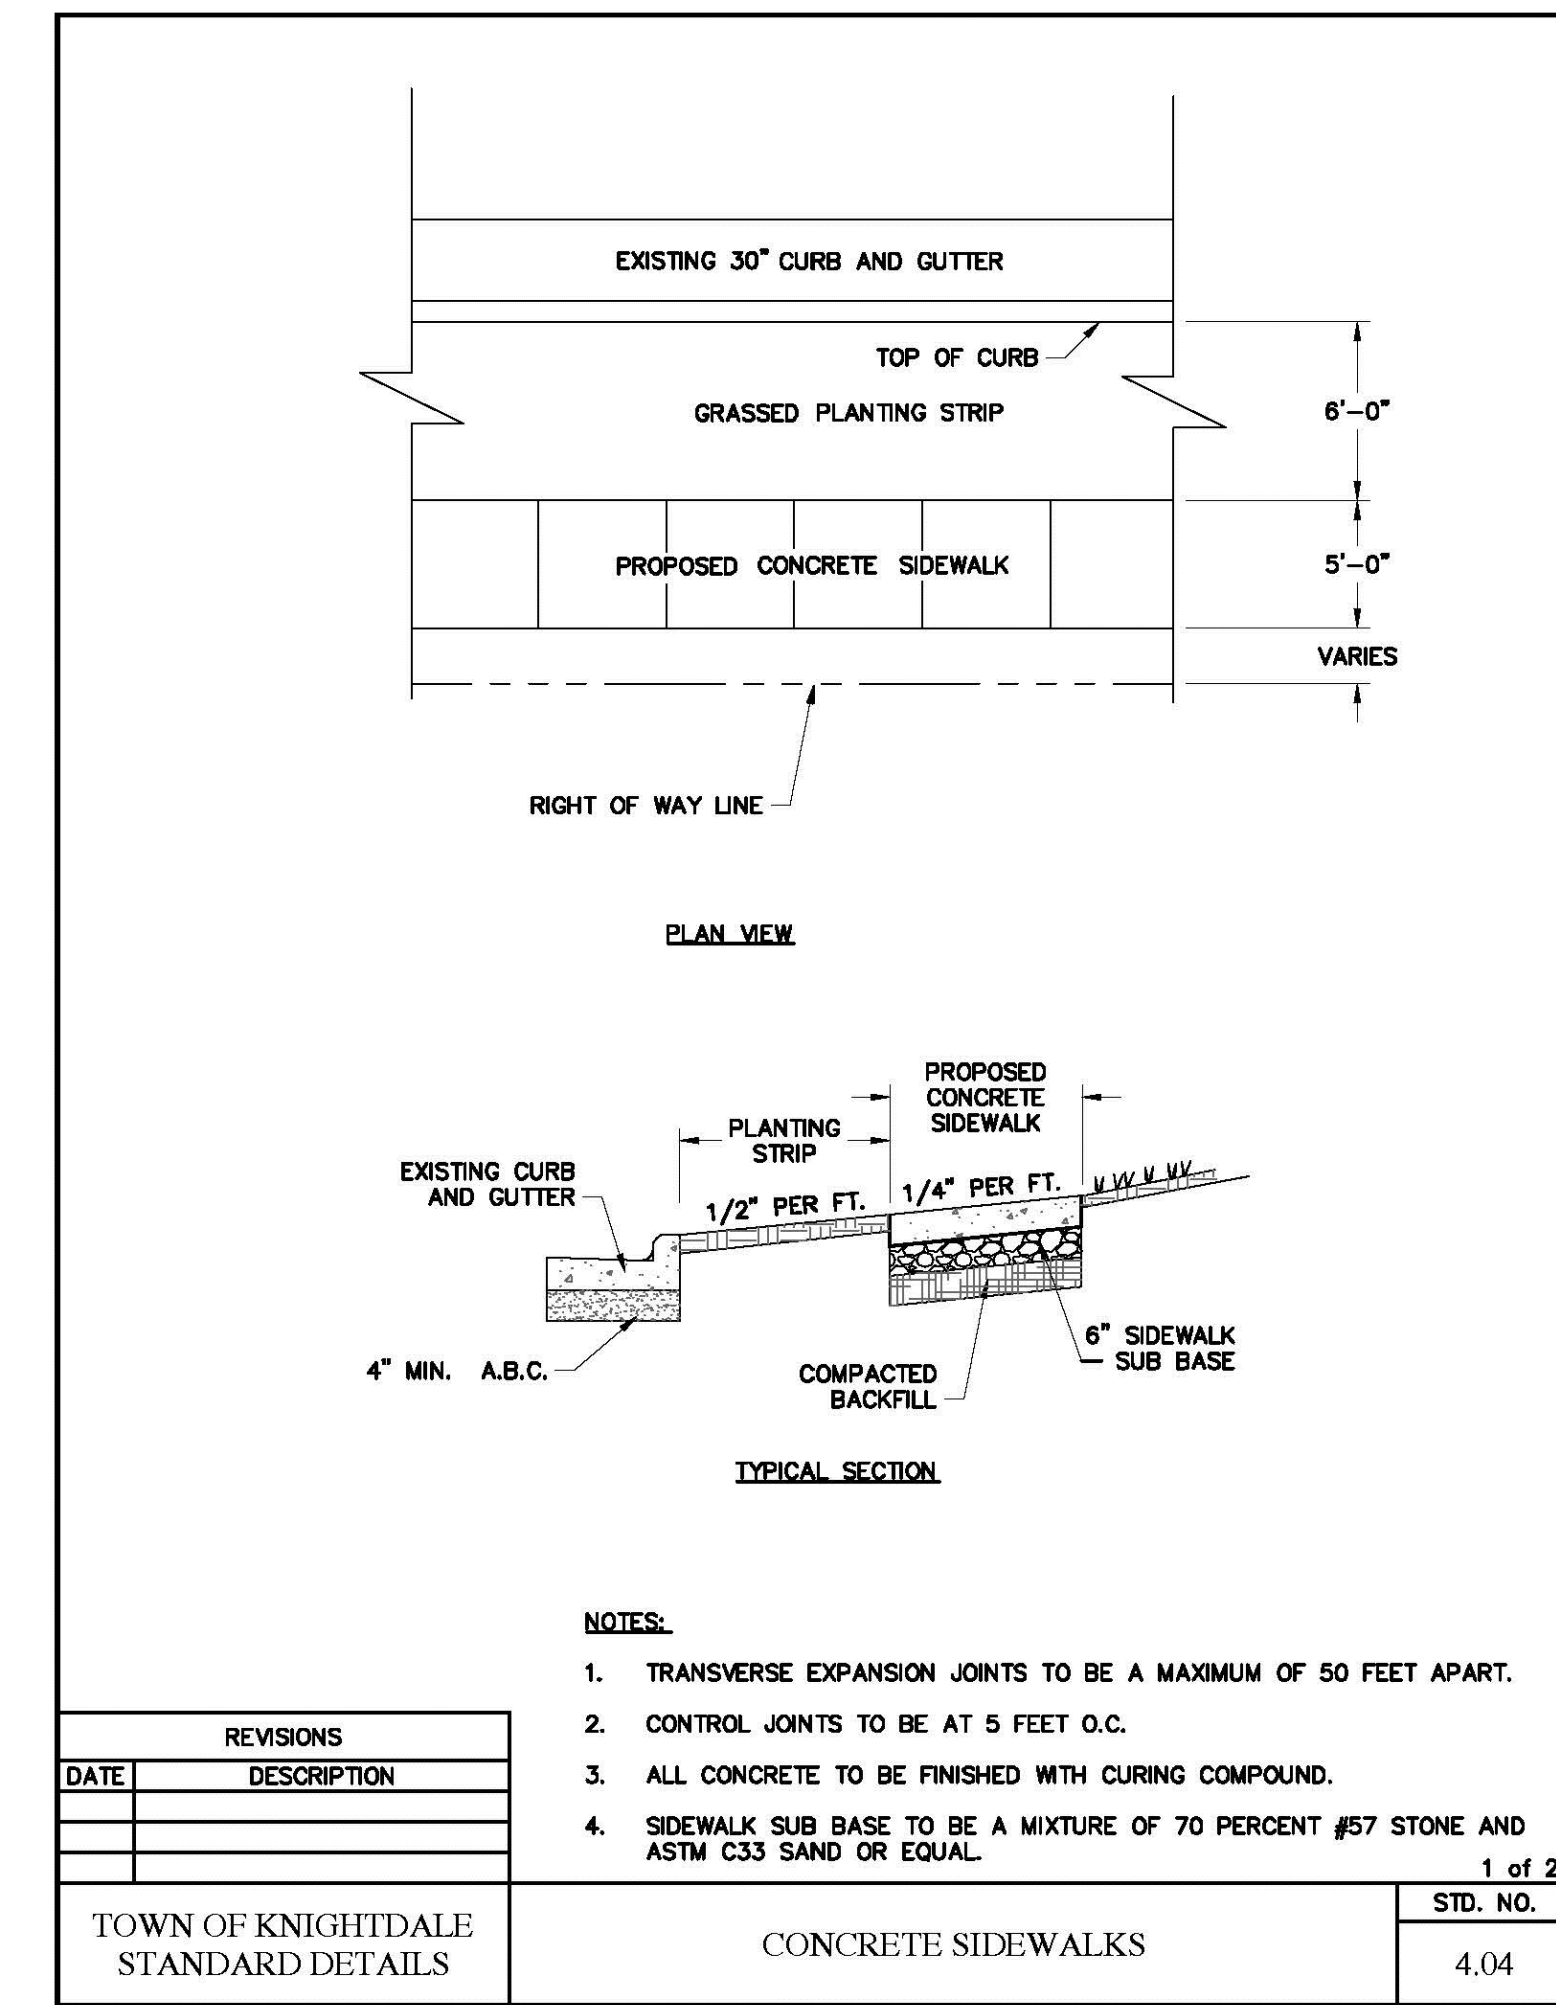 EXISTING 30" CURB AND GUTTER
TOP OF CURB
GRASSED PLANTING STRIP
6'-0"
PROPOSED CONCRETE SIDEWALK
5'-0"
VARIES
RIGHT OF WAY LINE
PLAN VIEW
PROPOSED
CONCRETE
SIDEWALK
PLANTING
STRIP
EXISTING CURB
AND GUTTER
1/2" PER FT.
1/4" PER FT.
4" MIN. A.B.C.
COMPACTED
BACKFILL
6" SIDEWALK
SUB BASE
TYPICAL SECTION
NOTES:
1. TRANSVERSE EXPANSION JOINTS TO BE A MAXIMUM OF 50 FEET APART.
2. CONTROL JOINTS TO BE AT 5 FEET O.C.
3. ALL CONCRETE TO BE FINISHED WITH CURING COMPOUND.
4. SIDEWALK SUB BASE TO BE A MIXTURE OF 70 PERCENT #57 STONE AND
ASTM C33 SAND OR EQUAL.
1 of 2
REVISIONS
DATE DESCRIPTION
TOWN OF KNIGHTDALE
STANDARD DETAILS
CONCRETE SIDEWALKS
STD. NO.
4.04